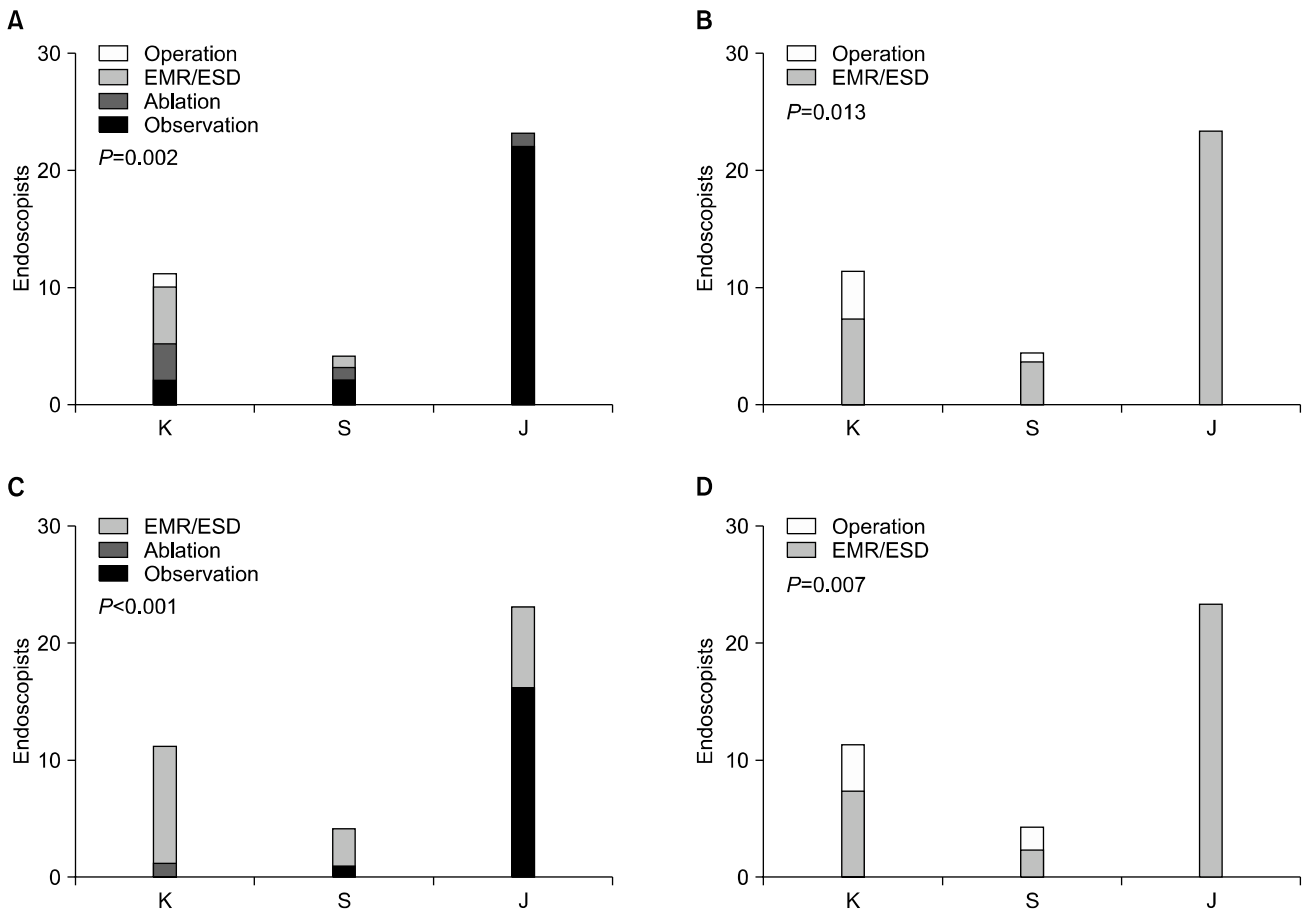 A
30
20
10
0
Endoscopists
Operation
EMR/ESD
Ablation
Observation
P=0.002
K S J
B
30
20
10
0
Endoscopists
Operation
EMR/ESD
P=0.013
K S J
C
30
20
10
0
Endoscopists
EMR/ESD
Ablation
Observation
P<0.001
K S J
D
30
20
10
0
Endoscopists
Operation
EMR/ESD
P=0.007
K S J